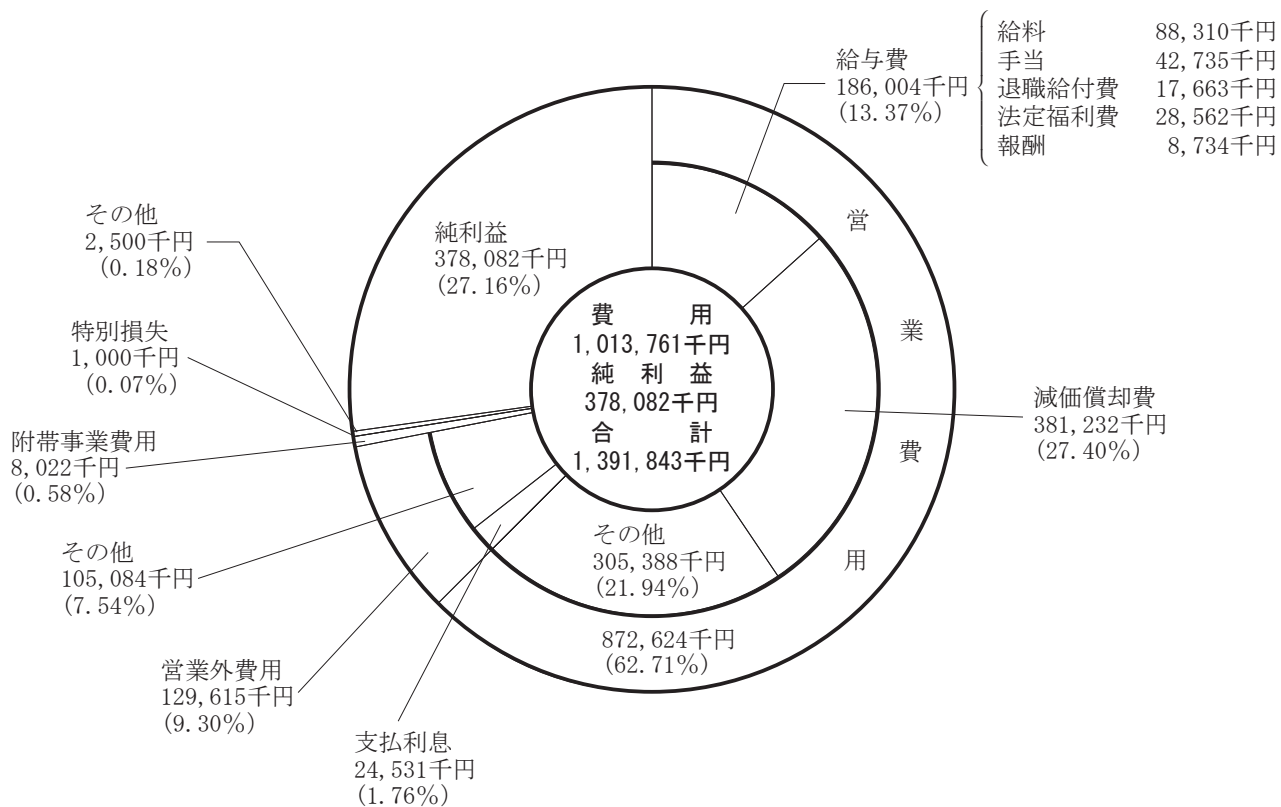 給与費
186,004千円
(13.37%)
給料 88,310千円
手当 42,735千円
退職給付費 17,663千円
法定福利費 28,562千円
報酬 8,734千円
営業費用
減価償却費
381,232千円
(27.40%)
その他
305,388千円
(21.94%)
872,624千円
(62.71%)
支払利息
24,531千円
(1.76%)
営業外費用
129,615千円
(9.30%)
その他
105,084千円
(7.54%)
附帯事業費用
8,022千円
(0.58%)
特別損失
1,000千円
(0.07%)
その他
2,500千円
(0.18%)
純利益
378,082千円
(27.16%)
費用
1,013,761千円
純利益
378,082千円
合計
1,391,843千円